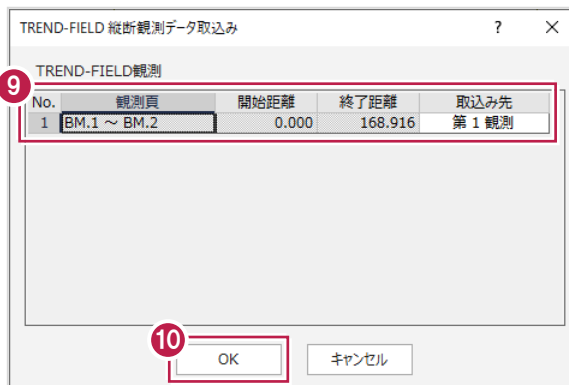 TREND-FIELD 縦断観測データ取込み ? ×
TREND-FIELD観測
9
No. 観測頁 開始距離 終了距離 取込み先
1 BM.1 ～ BM.2 0.000 168.916 第 1 観測
10
OK キャンセル